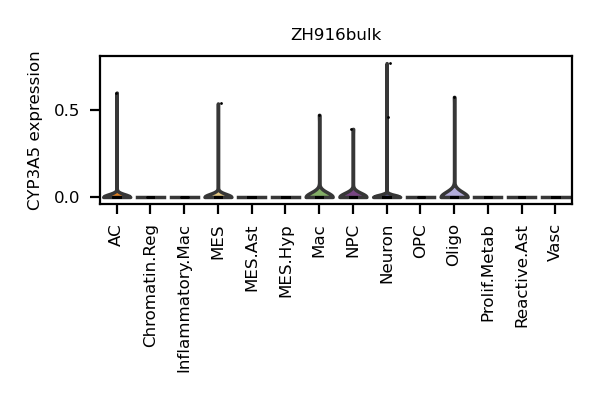 ZH916bulk
CYP3A5 expression
0.5
0.0
AC
Chromatin.Reg
Inflammatory.Mac
MES
MES.Ast
MES.Hyp
Mac
NPC
Neuron
OPC
Oligo
Prolif.Metab
Reactive.Ast
Vasc